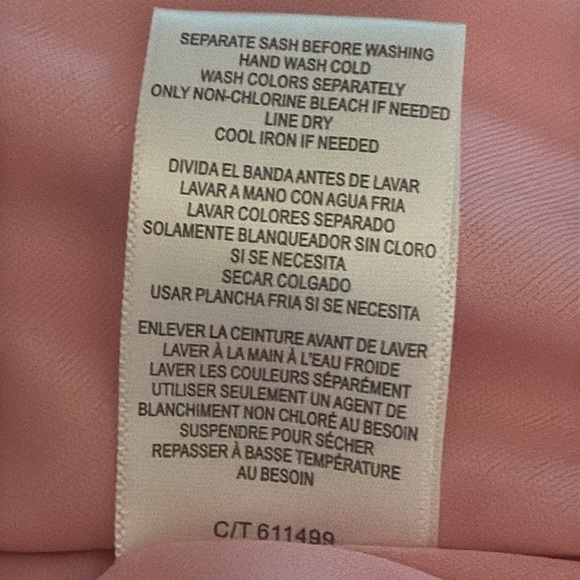 SEPARATE SASH BEFORE WASHING
HAND WASH COLD
WASH COLORS SEPARATELY
ONLY NON-CHLORINE BLEACH IF NEEDED
LINE DRY
COOL IRON IF NEEDED
DIVIDA EL BANDA ANTES DE LAVAR
LAVAR A MANO CON AGUA FRIA
LAVAR COLORES SEPARADO
SOLAMENTE BLANQUEADOR SIN CLORO
SI SE NECESITA
SECAR COLGADO
USAR PLANCHA FRIA SI SE NECESITA
ENLEVER LA CEINTURE AVANT DE LAVER
LAVER À LA MAIN À L'EAU FROIDE
LAVER LES COULEURS SÉPARÉMENT
UTILISER SEULEMENT UN AGENT DE
BLANCHIMENT NON CHLORÉ AU BESOIN
SUSPENDRE POUR SÉCHER
REPASSER À BASSE TEMPÉRATURE
AU BESOIN
C/T 611499